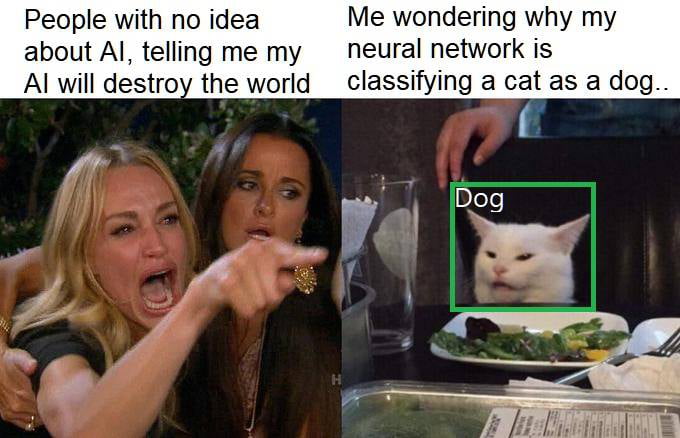 People with no idea
about AI, telling me my
AI will destroy the world
Me wondering why my
neural network is
classifying a cat as a dog..
Dog